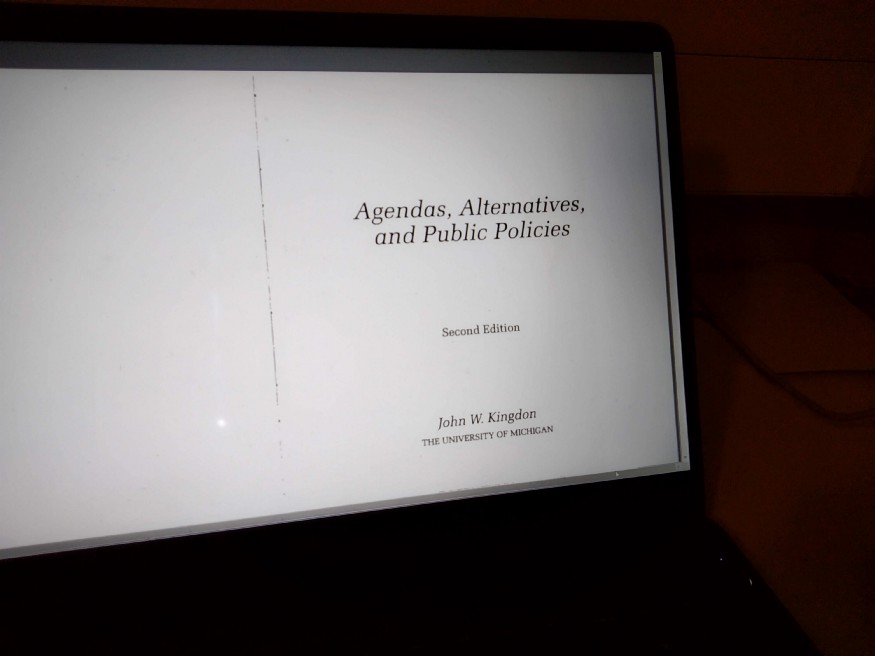 Agendas, Alternatives,
and Public Policies
Second Edition
John W. Kingdon
THE UNIVERSITY OF MICHIGAN